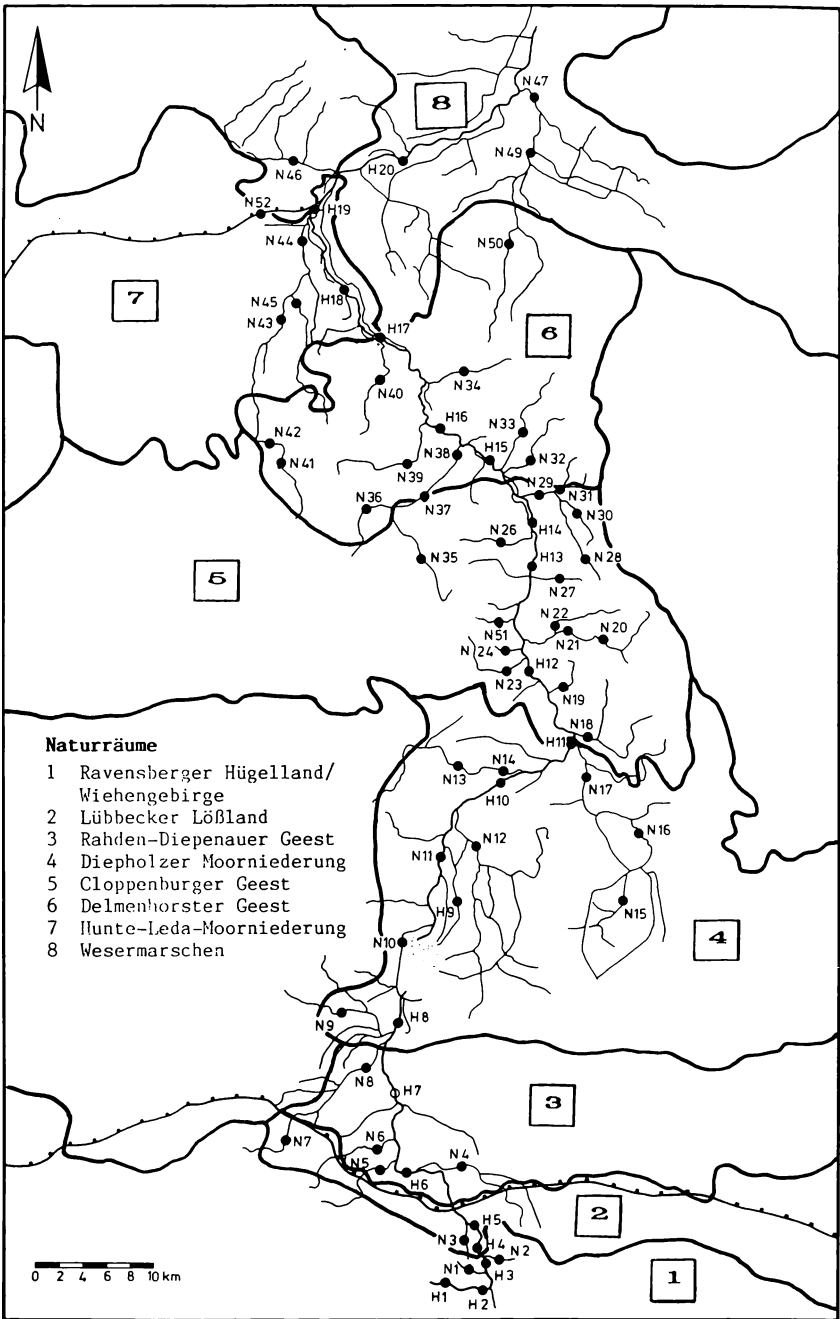 8
N47
N46
H20
N49
N52
H19
N44
N50
7
N45
H18
N43
H17
6
N40
N34
H16
N33
N42
N38
H15
N32
N41
N39
N29
N31
N36
N37
N30
H14
N26
5
N35
H13
N28
N27
N51
N22
N21
N20
N24
H12
N23
N19
Naturräume
1 Ravensberger Hügelland/
Wiehengebirge
2 Lübbecker Lößland
3 Rahden-Diepenauer Geest
4 Diepholzer Moorniederung
5 Cloppenburger Geest
6 Delmenhorster Geest
7 Hunte-Leda-Moorniederung
8 Wesermarschen
N18
H11
N13
N14
H10
N17
N12
N16
N11
H9
N15
4
N10
N9
H8
N8
H7
3
N7
N6
N5
N4
H6
2
H5
N3
H4
N2
N1
H3
H1
H2
1
0 2 4 6 8 10 km
N